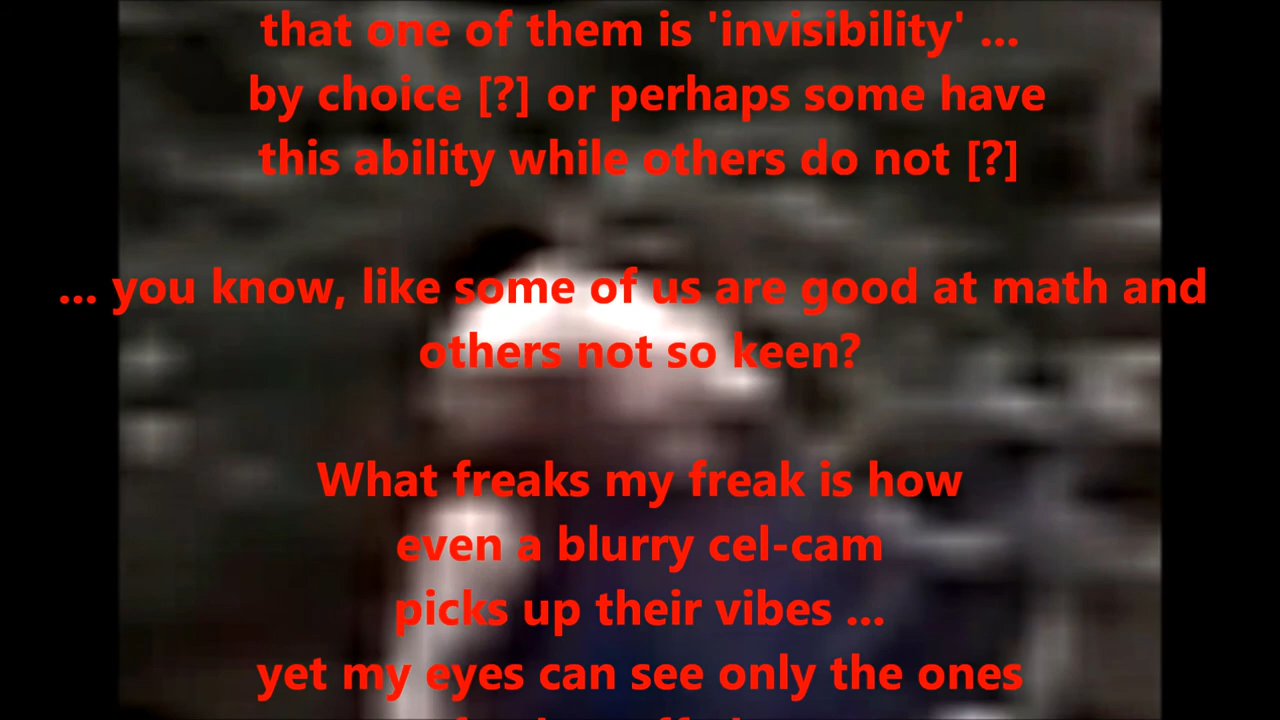 that one of them is 'invisibility' ...
by choice [?] or perhaps some have
this ability while others do not [?]
... you know, like some of us are good at math and
others not so keen?
What freaks my freak is how
even a blurry cel-cam
picks up their vibes ...
yet my eyes can see only the ones